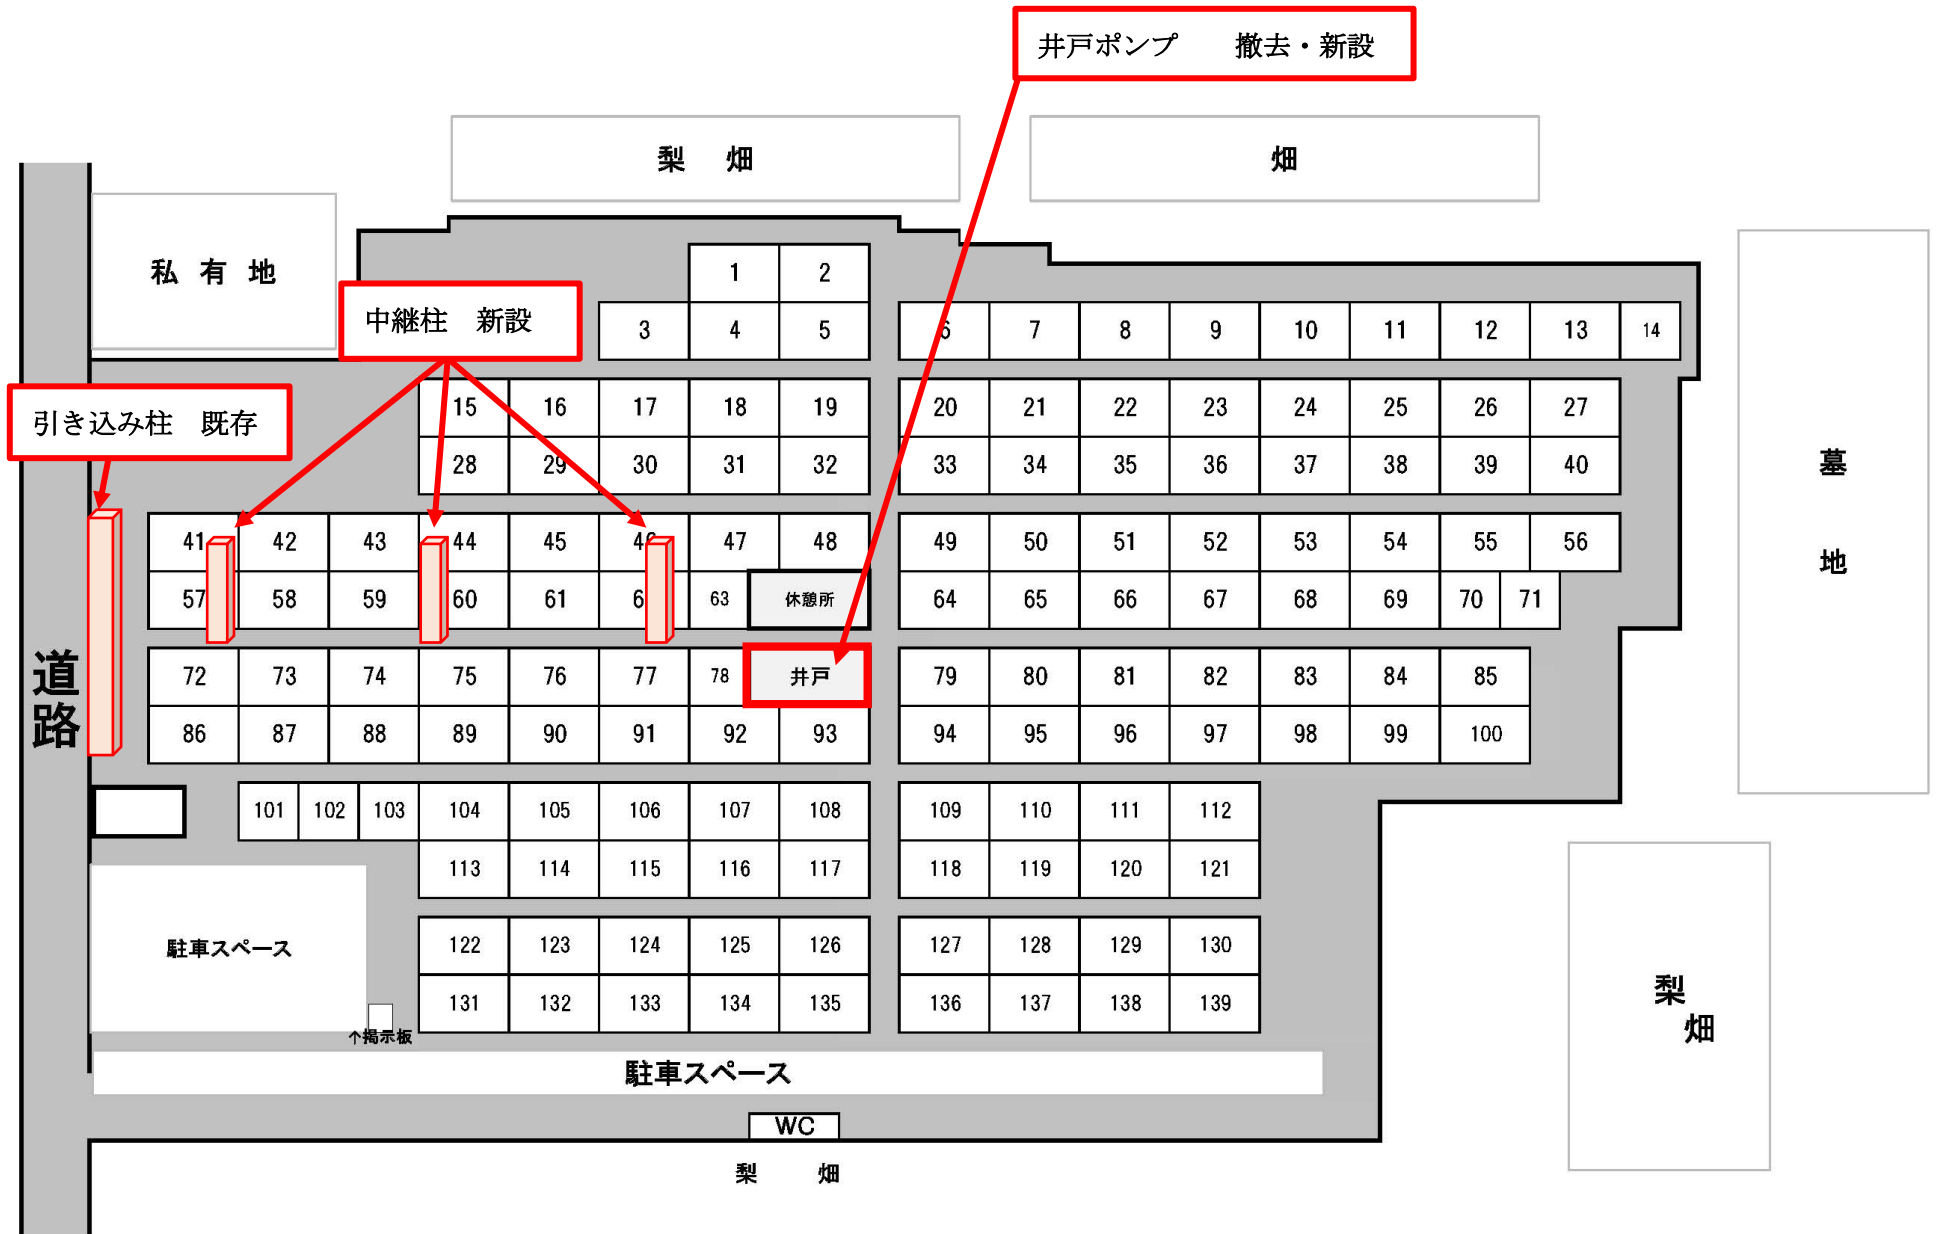 井戸ポンプ　　撤去・新設
梨　畑
畑
私 有 地
1 2
中継柱　新設
3 4 5 6 7 8 9 10 11 12 13 14
引き込み柱　既存
15 16 17 18 19 20 21 22 23 24 25 26 27
28 29 30 31 32 33 34 35 36 37 38 39 40
墓
地
41 42 43 44 45 46 47 48 49 50 51 52 53 54 55 56
57 58 59 60 61 6 63 休憩所 64 65 66 67 68 69 70 71
道
路
72 73 74 75 76 77 78 井戸 79 80 81 82 83 84 85
86 87 88 89 90 91 92 93 94 95 96 97 98 99 100
101 102 103 104 105 106 107 108 109 110 111 112
113 114 115 116 117 118 119 120 121
駐車スペース
122 123 124 125 126 127 128 129 130
131 132 133 134 135 136 137 138 139
梨
畑
↑掲示板
駐車スペース
WC
梨　　畑